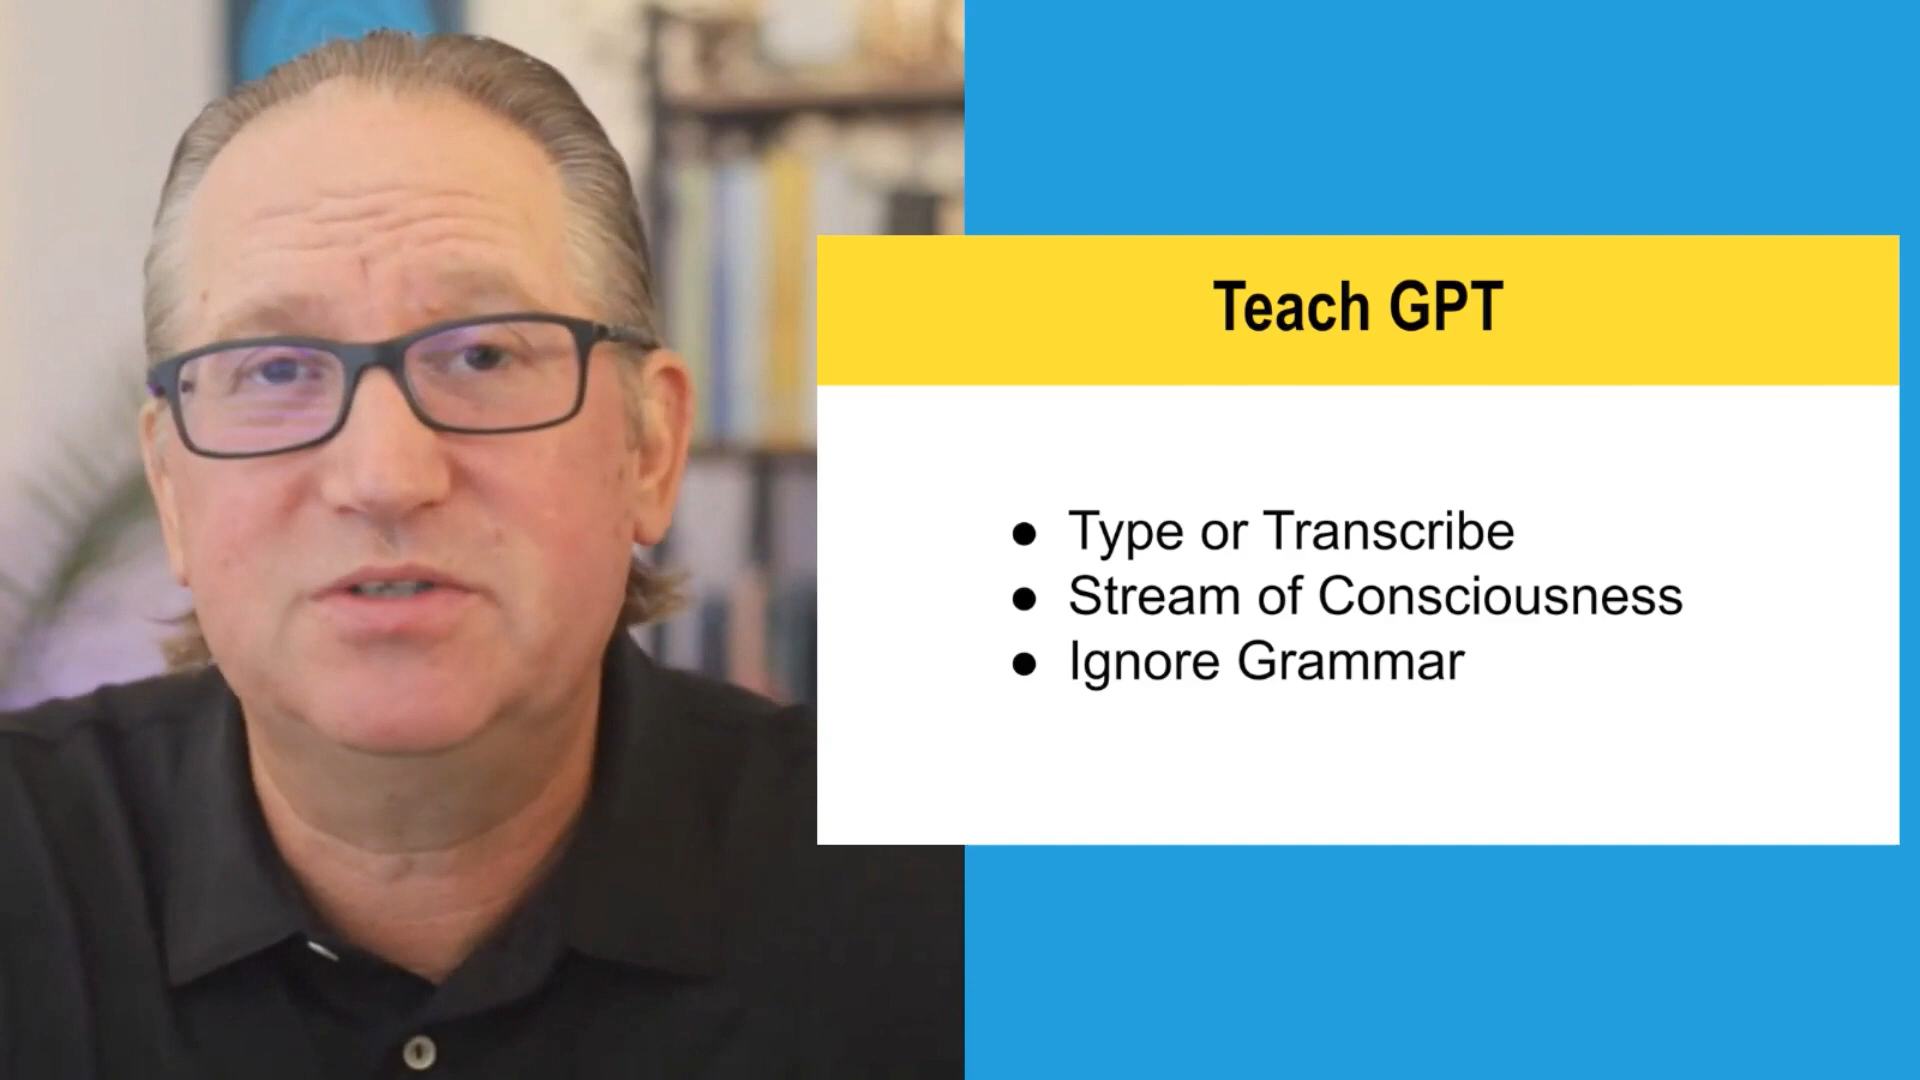 Teach GPT
● Type or Transcribe
● Stream of Consciousness
● Ignore Grammar